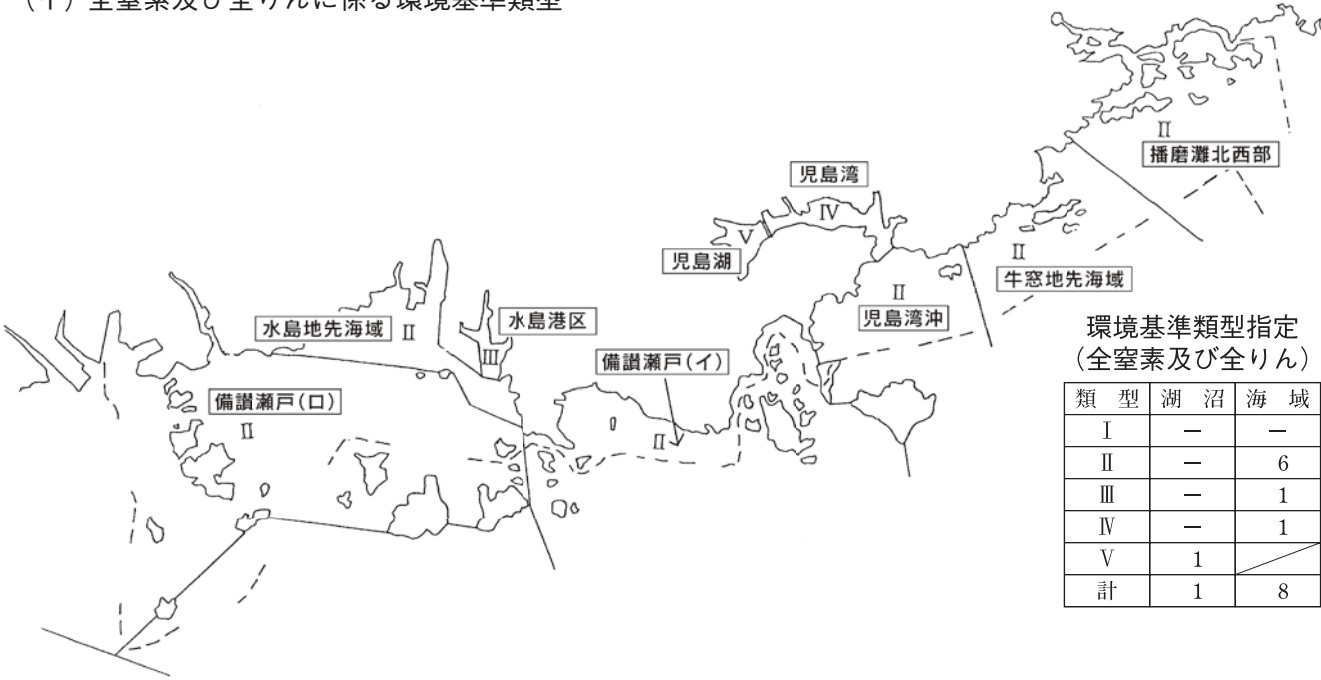 (イ) 全窒素及び全りんに係る環境基準類型
Ⅱ
播磨灘北西部
児島湾
Ⅳ
Ⅴ
児島湖
Ⅱ
牛窓地先海域
Ⅱ
児島湾沖
水島地先海域
Ⅱ
水島港区
Ⅲ
備讃瀬戸(イ)
Ⅱ
備讃瀬戸(ロ)
Ⅱ
環境基準類型指定
(全窒素及び全りん)
類 型 湖 沼 海 域
Ⅰ － －
Ⅱ － 6
Ⅲ － 1
Ⅳ － 1
Ⅴ 1
計 1 8